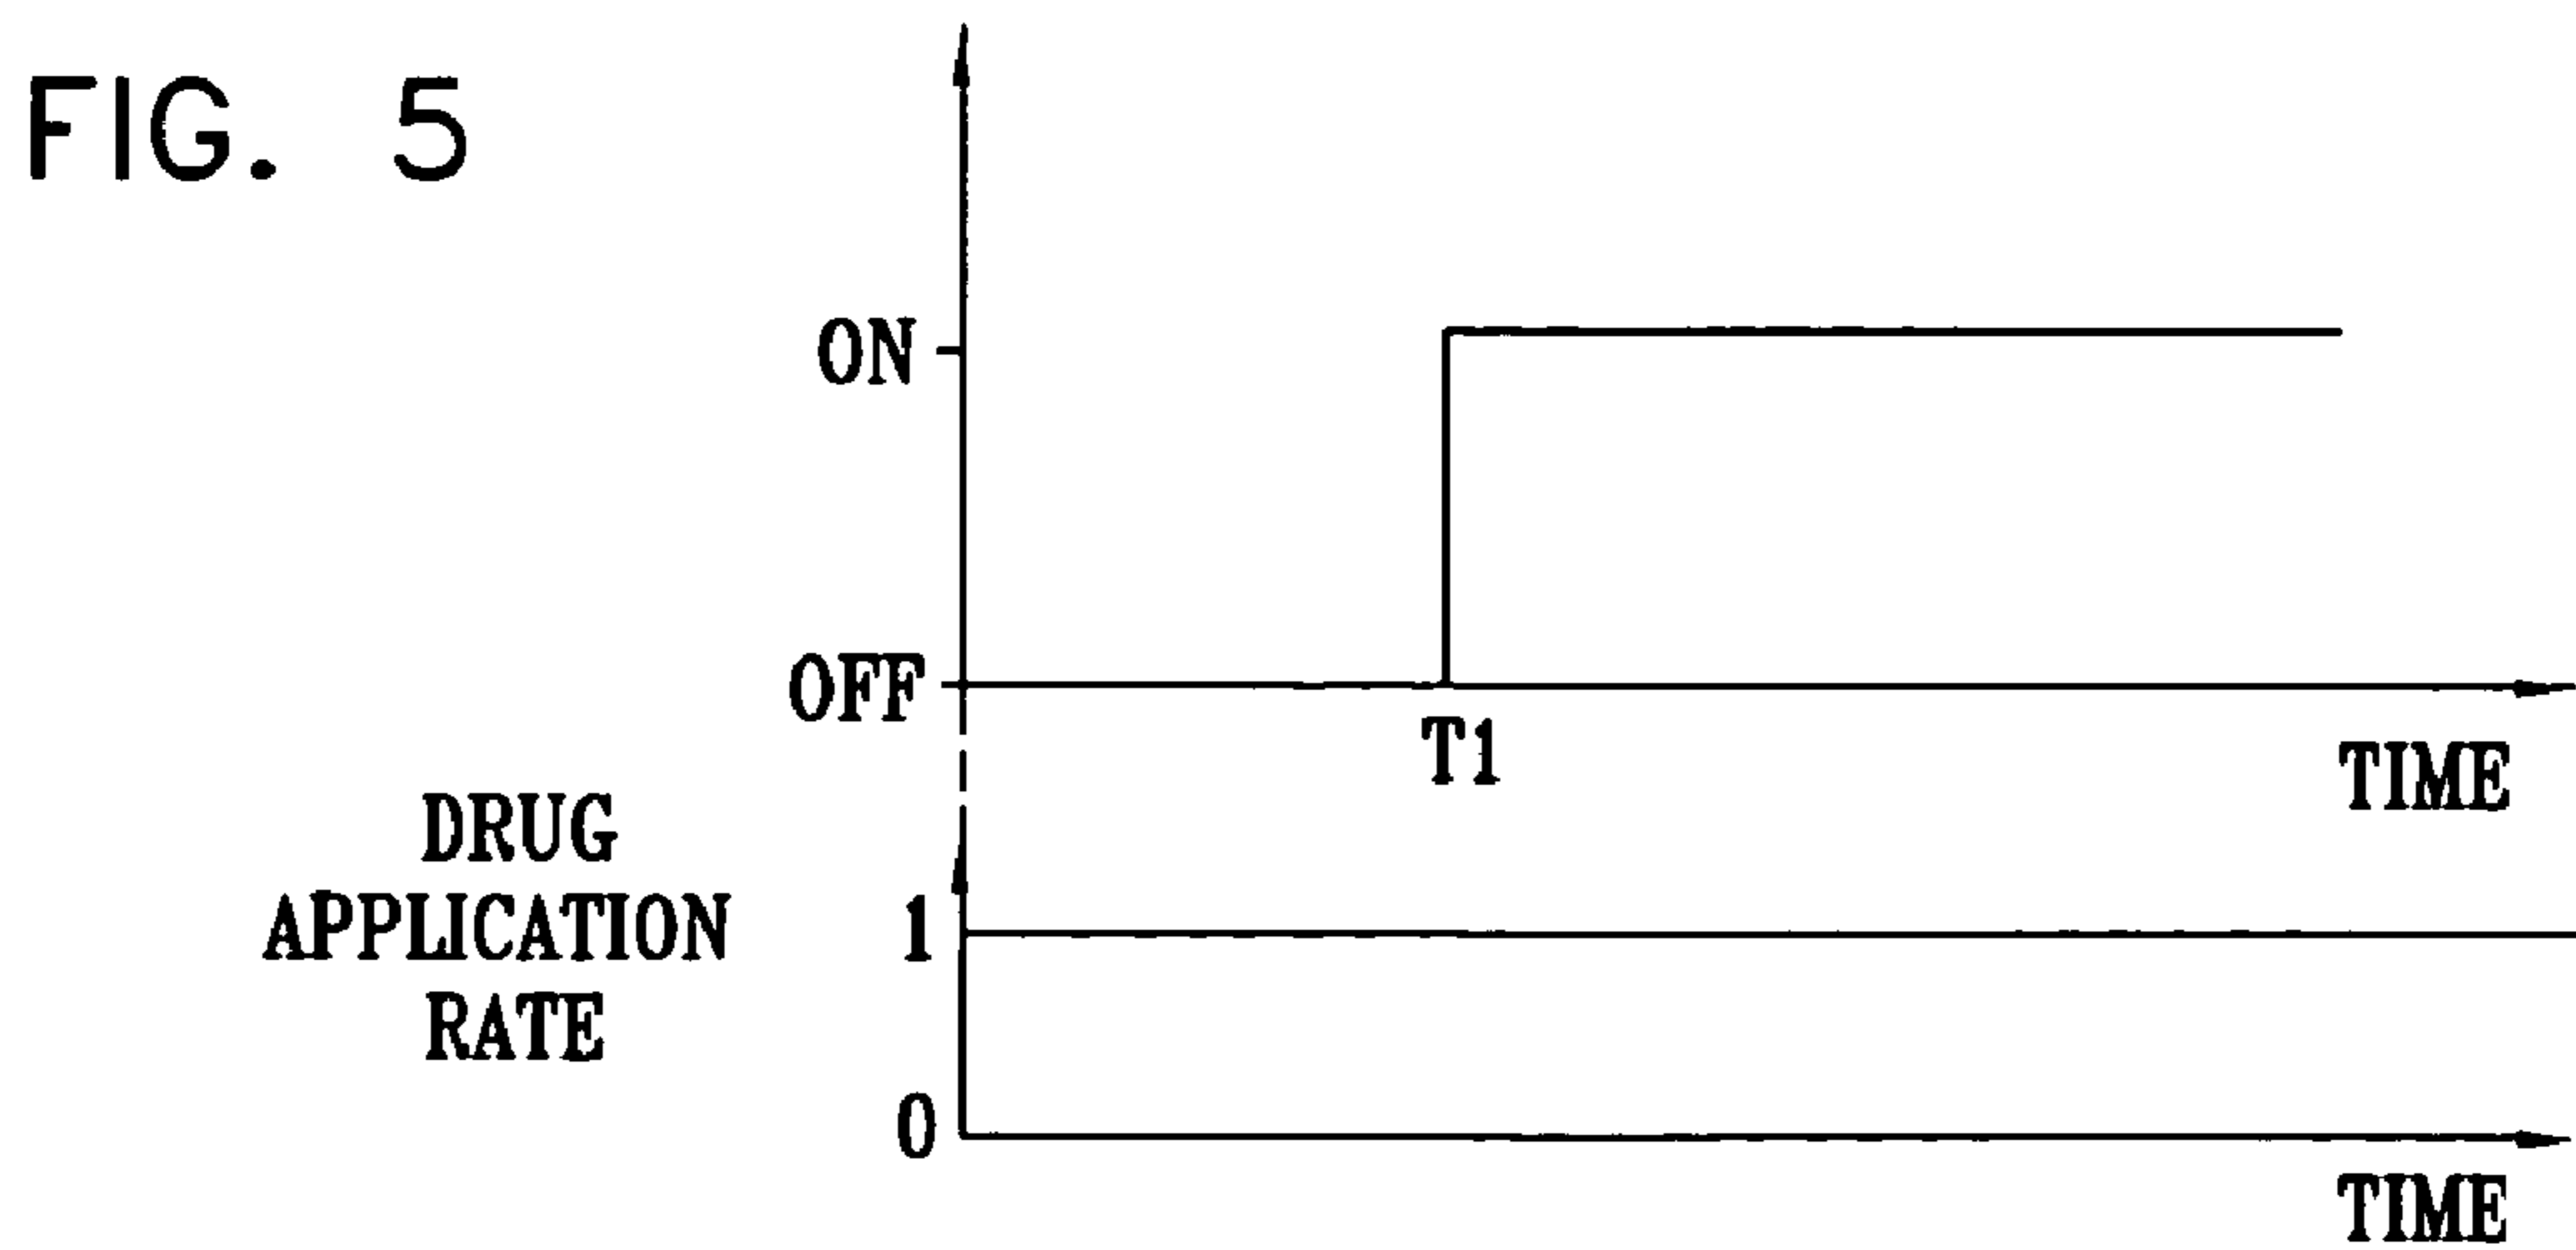 FIG. 5
ON
OFF
T1
TIME
DRUG
APPLICATION
RATE
1
0
TIME